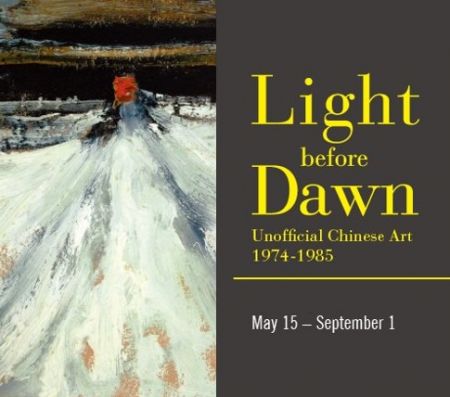 Light
before
Dawn
Unofficial Chinese Art
1974-1985
May 15 – September 1